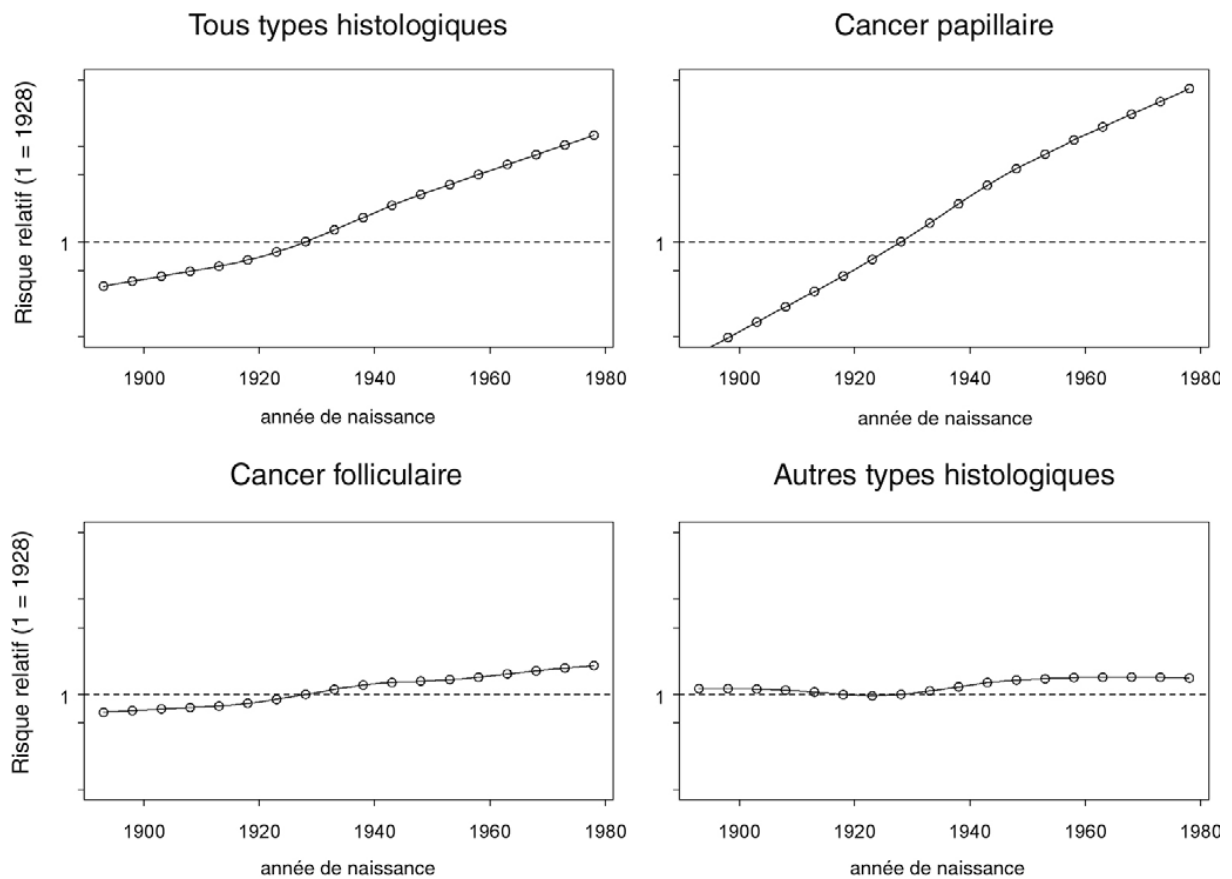 Tous types histologiques
Cancer papillaire
Risque relatif (1 = 1928)
1
1
1900 1920 1940 1960 1980
1900 1920 1940 1960 1980
année de naissance
année de naissance
Cancer folliculaire
Autres types histologiques
Risque relatif (1 = 1928)
1
1
1900 1920 1940 1960 1980
1900 1920 1940 1960 1980
année de naissance
année de naissance